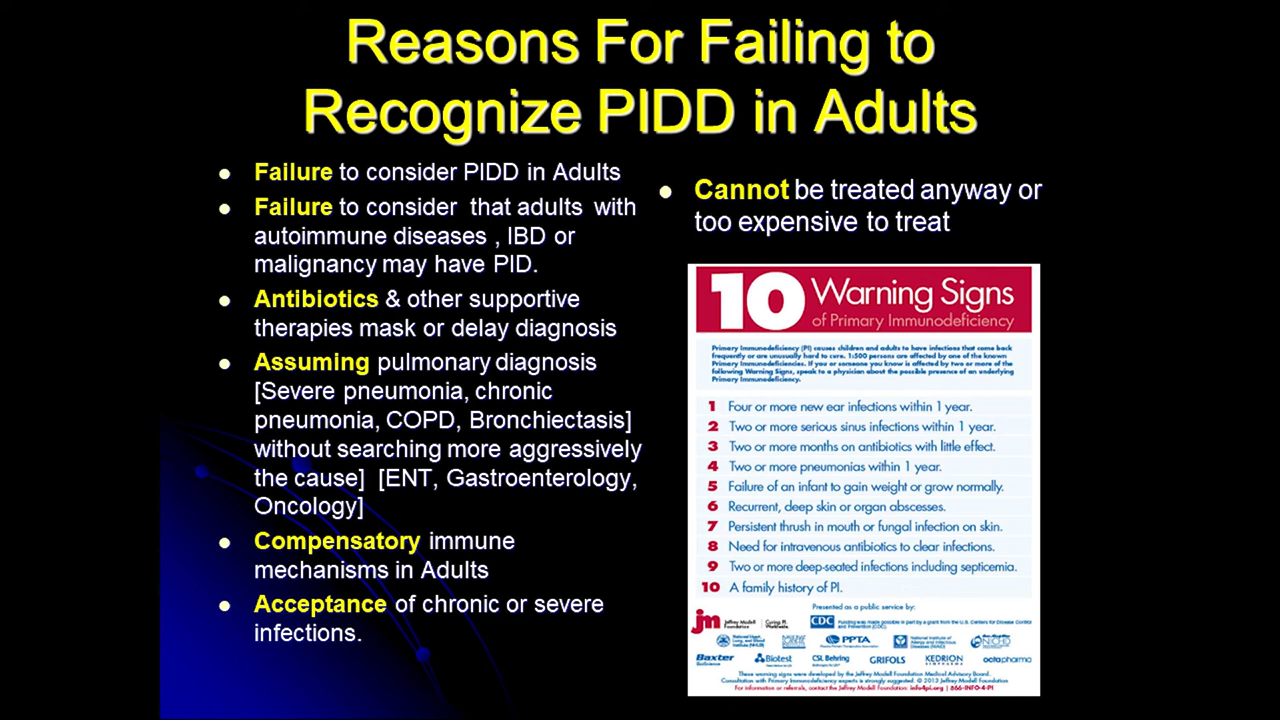 Reasons For Failing to
Recognize PIDD in Adults
Failure to consider PIDD in Adults
Failure to consider that adults with
autoimmune diseases , IBD or
malignancy may have PID.
Antibiotics & other supportive
therapies mask or delay diagnosis
Assuming pulmonary diagnosis
[Severe pneumonia, chronic
pneumonia, COPD, Bronchiectasis]
without searching more aggressively
the cause] [ENT, Gastroenterology,
Oncology]
Compensatory immune
mechanisms in Adults
Acceptance of chronic or severe
infections.
Cannot be treated anyway or
too expensive to treat
10 Warning Signs
of Primary Immunodeficiency
Primary Immunodeficiency (PI) causes children and adults to have infections that come back
frequently or are unusually hard to cure. 1:500 persons are affected by one of the known
Primary Immunodeficiencies. If you or someone you know is affected by two or more of the
following Warning Signs, speak to a physician about the possible presence of an underlying
Primary Immunodeficiency.
1 Four or more new ear infections within 1 year.
2 Two or more serious sinus infections within 1 year.
3 Two or more months on antibiotics with little effect.
4 Two or more pneumonias within 1 year.
5 Failure of an infant to gain weight or grow normally.
6 Recurrent, deep skin or organ abscesses.
7 Persistent thrush in mouth or fungal infection on skin.
8 Need for intravenous antibiotics to clear infections.
9 Two or more deep-seated infections including septicemia.
10 A family history of PI.
Presented as a public service by:
jm Jeffrey Modell Foundation Curing PI. Worldwide.
CDC Funding was made possible in part by a grant from the U.S. Centers for Disease Control
and Prevention (CDC).
National Heart, Lung, and Blood Institute (NHLBI)
PPTA
National Institute of Allergy and Infectious Diseases (NIAID)
NICHD
Baxter Biotest CSL Behring GRIFOLS KEDRION octapharma
These warning signs were developed by the Jeffrey Modell Foundation Medical Advisory Board.
Consultation with Primary Immunodeficiency experts is strongly suggested. © 2013 Jeffrey Modell Foundation
For information or referrals, contact the Jeffrey Modell Foundation: info4pi.org | 866-INFO-4-PI